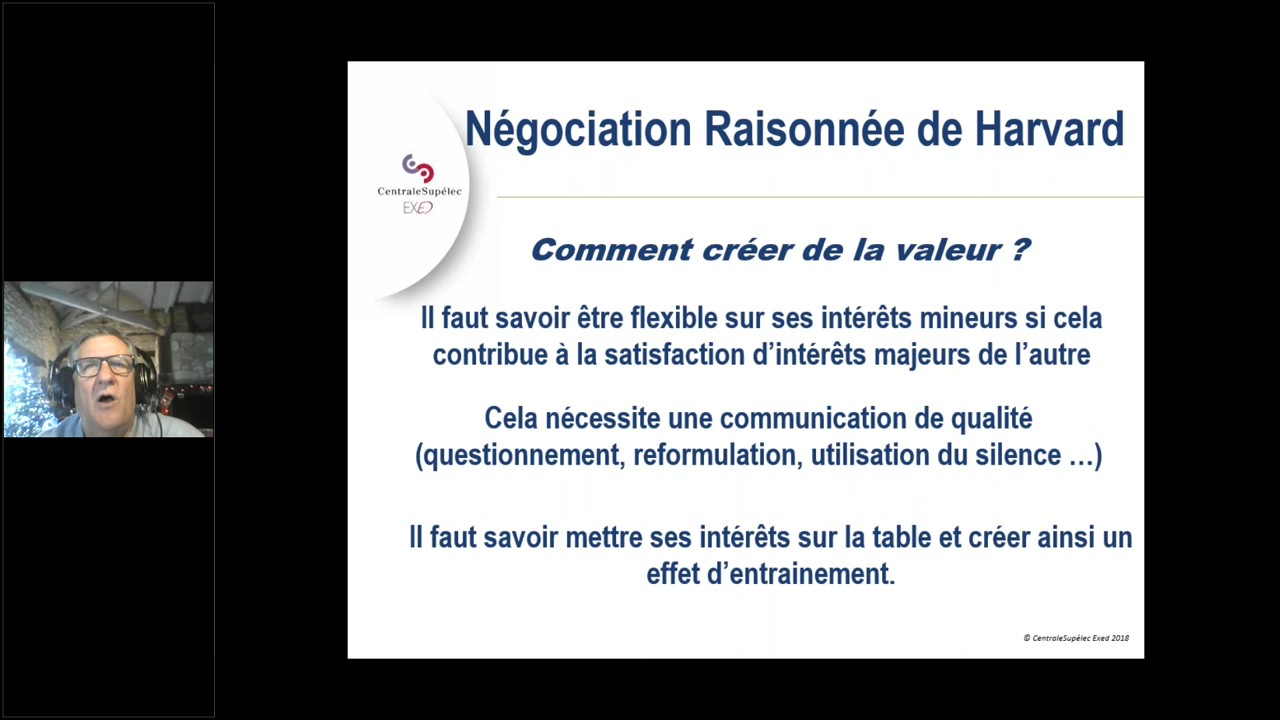 Négociation Raisonnée de Harvard
CentraleSupélec
EXED
Comment créer de la valeur ?
Il faut savoir être flexible sur ses intérêts mineurs si cela
contribue à la satisfaction d’intérêts majeurs de l’autre
Cela nécessite une communication de qualité
(questionnement, reformulation, utilisation du silence …)
Il faut savoir mettre ses intérêts sur la table et créer ainsi un
effet d’entrainement.
© CentraleSupélec Exed 2018